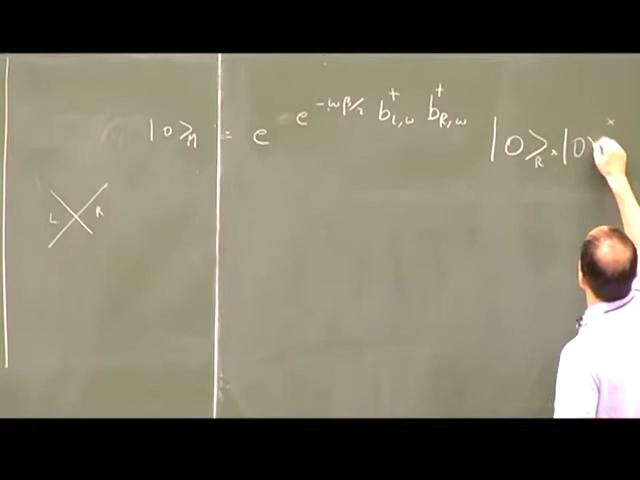 |0>_M = e^{e^{-ωβ/2} b^†_{L,ω} b^†_{R,ω}} |0>_R × |0>
L R